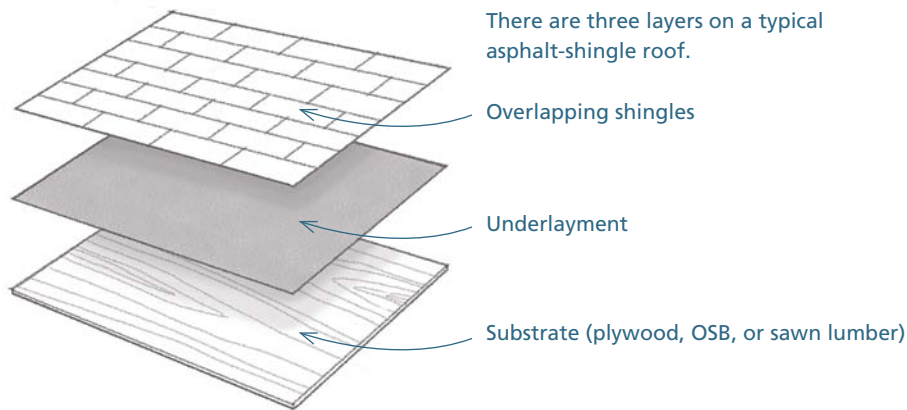 There are three layers on a typical
asphalt-shingle roof.
Overlapping shingles
Underlayment
Substrate (plywood, OSB, or sawn lumber)